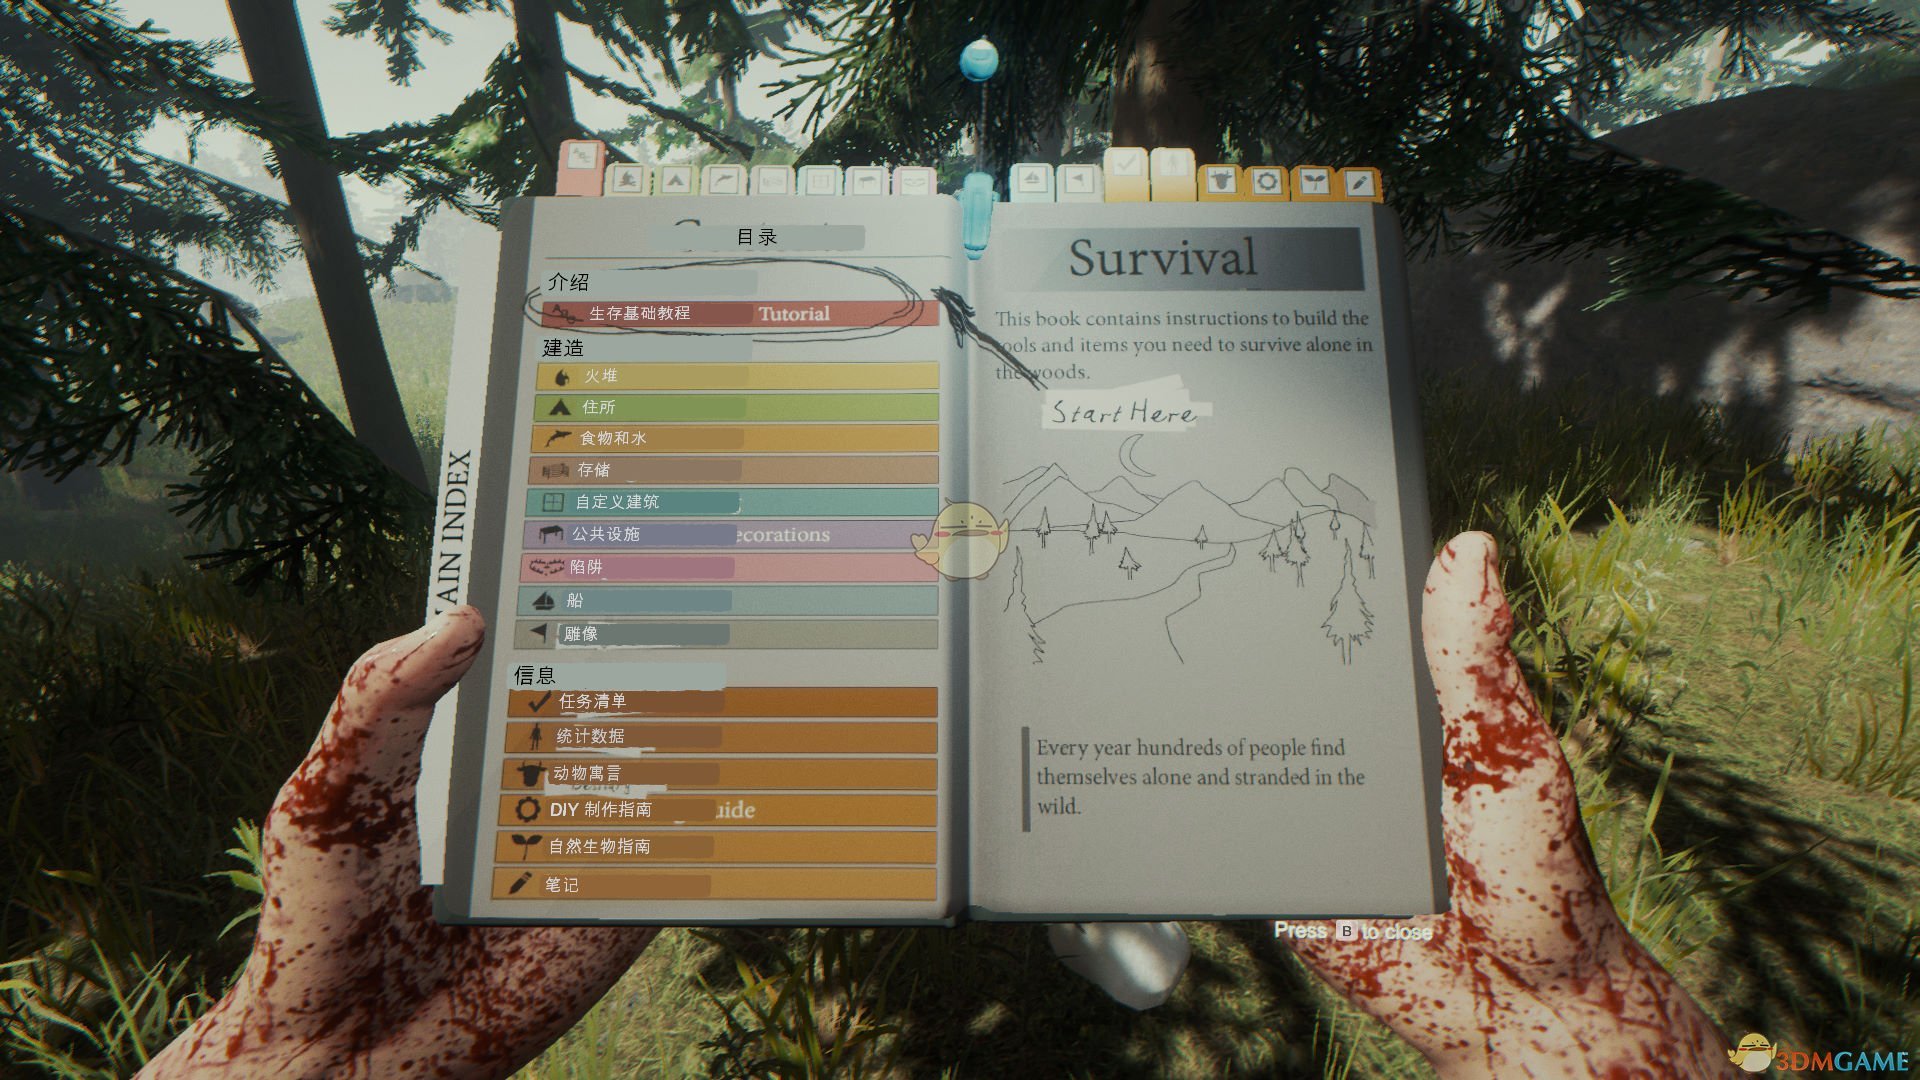 目录
介绍
生存基础教程 Tutorial
建造
火堆
住所
食物和水
存储
自定义建筑
公共设施 ecorations
陷阱
船
雕像
信息
任务清单
统计数据
动物寓言
DIY 制作指南 uide
自然生物指南
笔记
AIN INDEX
Survival
This book contains instructions to build the
tools and items you need to survive alone in
the woods.
Start Here
Every year hundreds of people find
themselves alone and stranded in the
wild.
Press B to close
3DMGAME